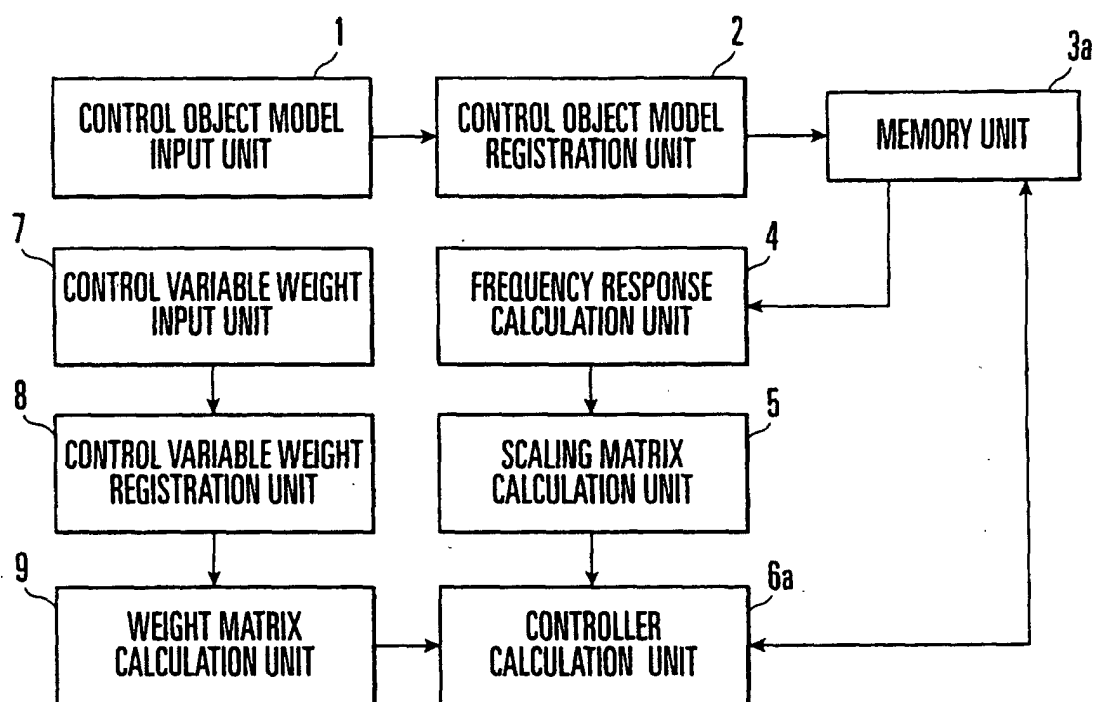 1
CONTROL OBJECT MODEL
INPUT UNIT
2
CONTROL OBJECT MODEL
REGISTRATION UNIT
3a
MEMORY UNIT
7
CONTROL VARIABLE WEIGHT
INPUT UNIT
4
FREQUENCY RESPONSE
CALCULATION UNIT
8
CONTROL VARIABLE WEIGHT
REGISTRATION UNIT
5
SCALING MATRIX
CALCULATION UNIT
9
WEIGHT MATRIX
CALCULATION UNIT
6a
CONTROLLER
CALCULATION UNIT